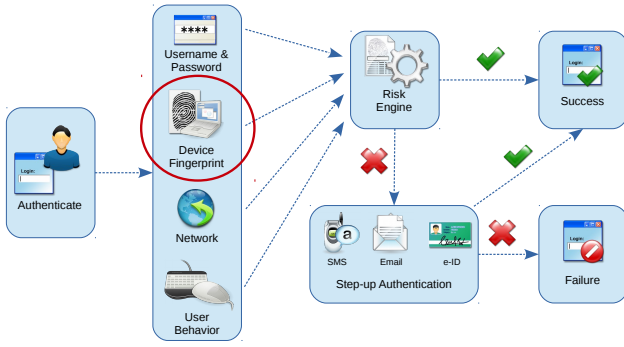 ****
Username &
Password
Device
Fingerprint
Network
User
Behavior
Login:
Authenticate
Risk
Engine
Login:
Success
SMS
a
Email
e-ID
Step-up Authentication
Login:
Failure